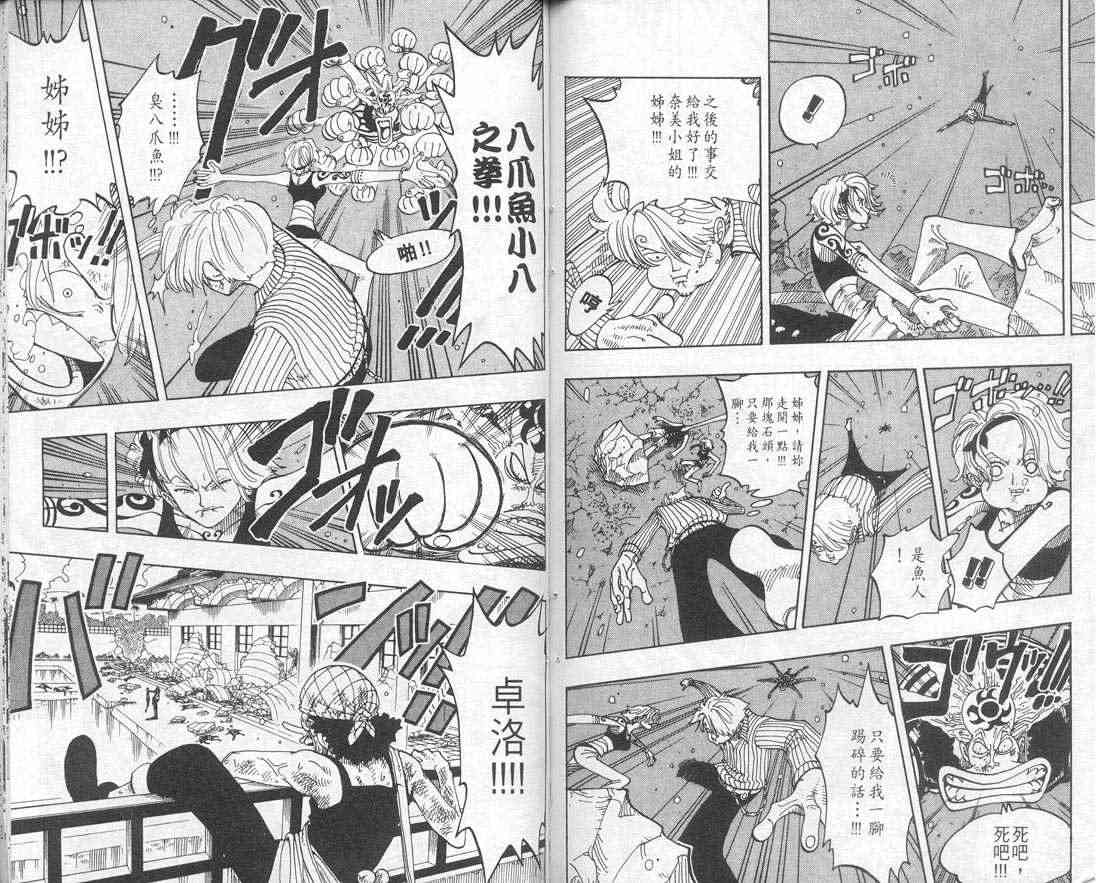 ゴボ
ゴボ
!
之後的事交
給我好了!!!
奈美小姐的
姊姊!!!
哼
ゴゴゴ
!!
是魚人
!
姊姊,請妳
走開一點!!!
那塊石頭,
只要給我一
腳…
死吧,
死吧!!!
只要給我一腳
踢碎的話…!!!
八爪魚小八
之拳!!!
グオッ
啪!!
……!!!
臭八爪魚!!?
姊姊!!?
ズボッ!!
ゴオッ
卓洛!!!!